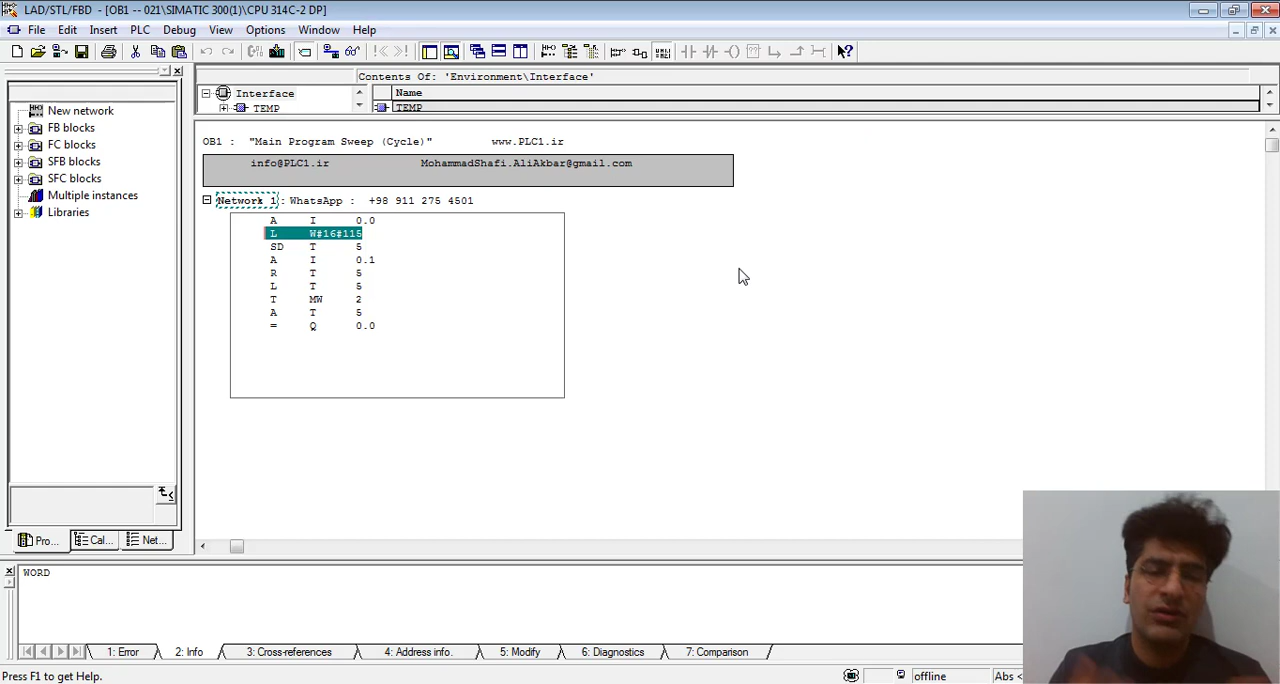 LAD/STL/FBD - [OB1 -- 021\SIMATIC 300(1)\CPU 314C-2 DP]
File Edit Insert PLC Debug View Options Window Help
Contents Of: 'Environment\Interface'
Interface
TEMP
Name
TEMP
New network
FB blocks
FC blocks
SFB blocks
SFC blocks
Multiple instances
Libraries
OB1 : "Main Program Sweep (Cycle)" www.PLC1.ir
info@PLC1.ir MohammadShafi.AliAkbar@gmail.com
Network 1: WhatsApp : +98 911 275 4501
A I 0.0
L W#16#115
SD T 5
A I 0.1
R T 5
L T 5
T MW 2
A T 5
= Q 0.0
Pro... Cal... Net...
WORD
1: Error 2: Info 3: Cross-references 4: Address info. 5: Modify 6: Diagnostics 7: Comparison
Press F1 to get Help. offline Abs <